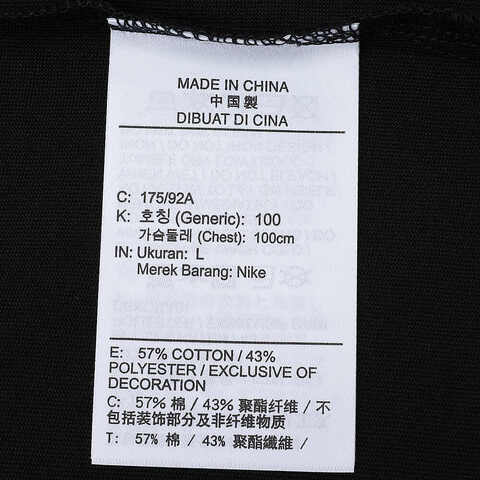 MADE IN CHINA
中国製
DIBUAT DI CINA
C: 175/92A
K: 호칭 (Generic): 100
가슴둘레 (Chest): 100cm
IN: Ukuran: L
Merek Barang: Nike
E: 57% COTTON / 43%
POLYESTER / EXCLUSIVE OF
DECORATION
C: 57% 棉 / 43% 聚酯纤维 / 不
包括装饰部分及非纤维物质
T: 57% 棉 / 43% 聚酯纖維 /